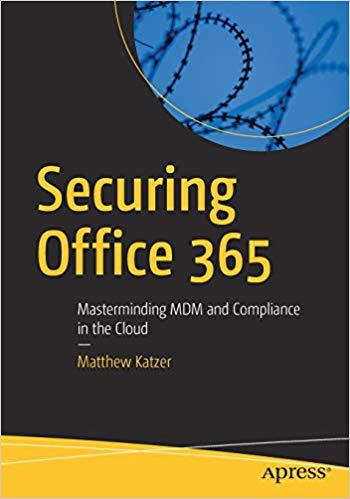 Securing
Office 365
Masterminding MDM and Compliance
in the Cloud
—
Matthew Katzer
Apress®